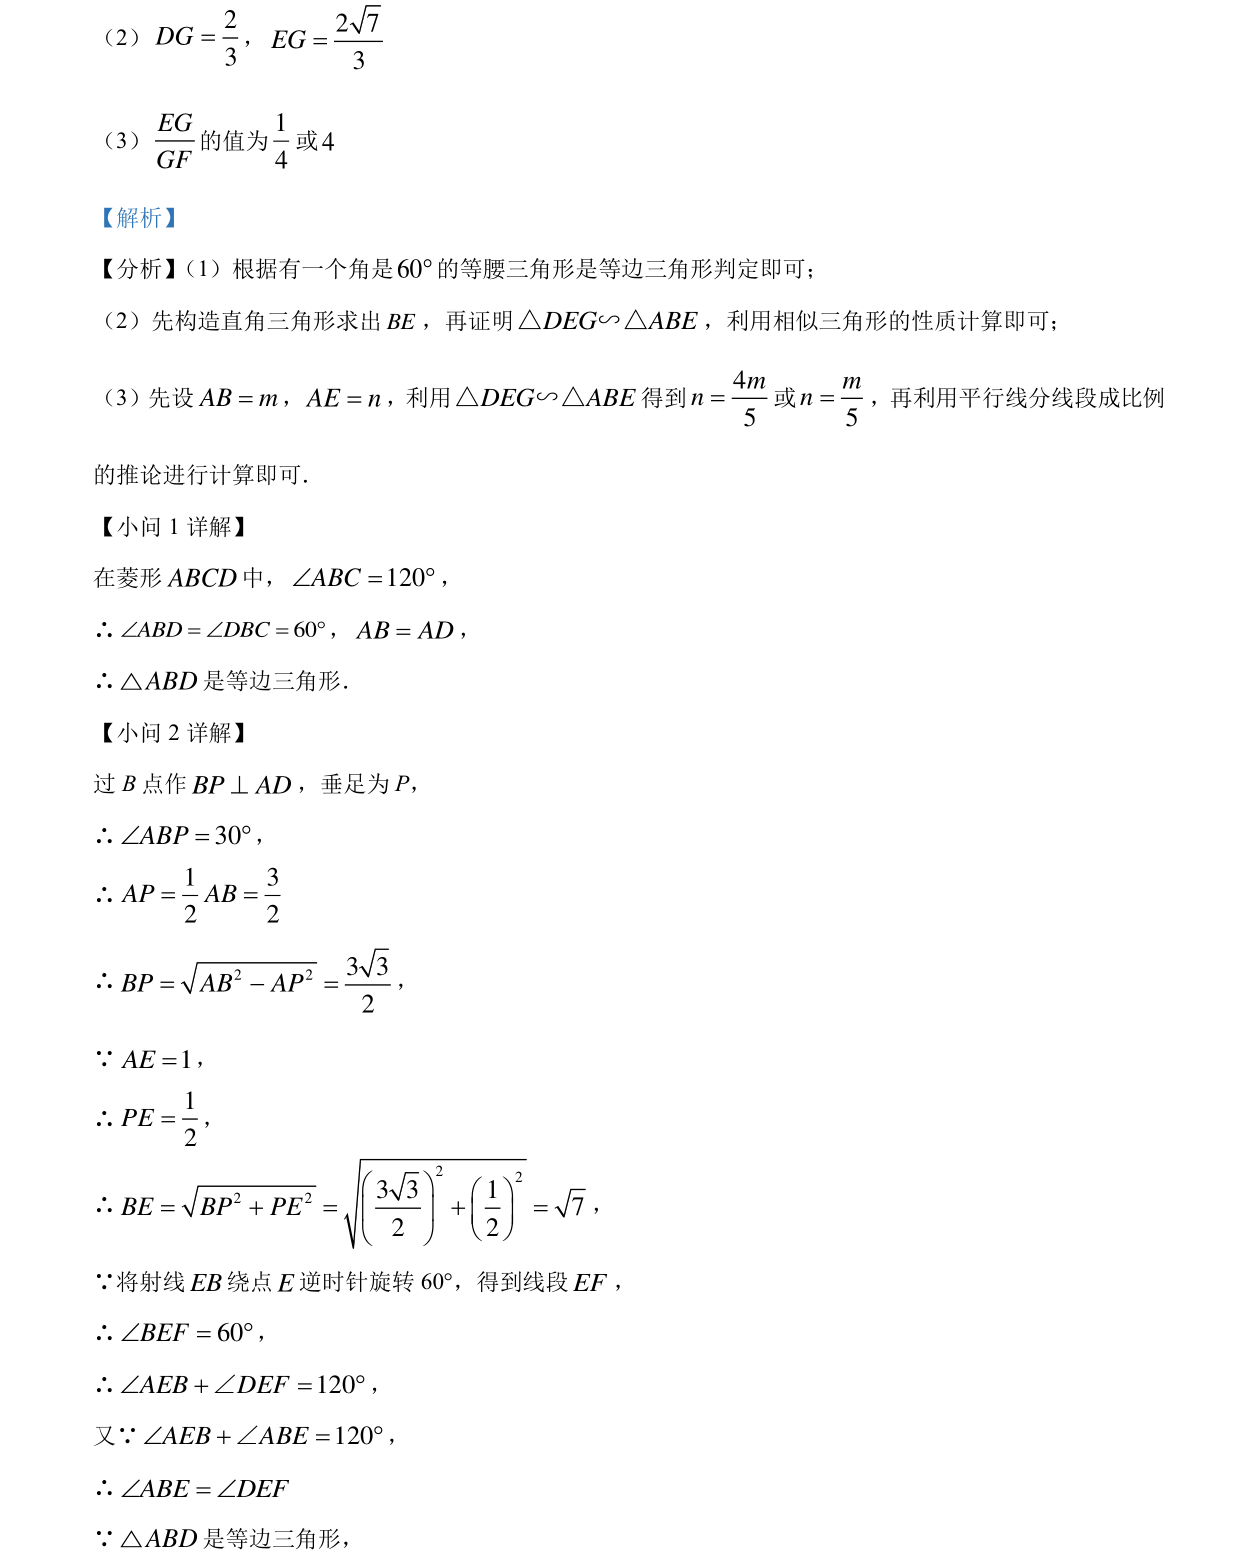 （2）DG = 2/3，EG = 2√7/3
（3）EG/GF 的值为 1/4 或 4
【解析】
【分析】（1）根据有一个角是 60° 的等腰三角形是等边三角形判定即可；
（2）先构造直角三角形求出 BE，再证明△DEG∽△ABE，利用相似三角形的性质计算即可；
（3）先设 AB = m，AE = n，利用△DEG∽△ABE 得到 n = 4m/5 或 n = m/5，再利用平行线分线段成比例
的推论进行计算即可．
【小问 1 详解】
在菱形 ABCD 中，∠ABC = 120°，
∴ ∠ABD = ∠DBC = 60°，AB = AD，
∴ △ABD 是等边三角形．
【小问 2 详解】
过 B 点作 BP ⊥ AD，垂足为 P，
∴ ∠ABP = 30°，
∴ AP = 1/2 AB = 3/2
∴ BP = √(AB² − AP²) = 3√3/2，
∵ AE = 1，
∴ PE = 1/2，
∴ BE = √(BP² + PE²) = √((3√3/2)² + (1/2)²) = √7，
∵将射线 EB 绕点 E 逆时针旋转 60°，得到线段 EF，
∴ ∠BEF = 60°，
∴ ∠AEB + ∠DEF = 120°，
又∵ ∠AEB + ∠ABE = 120°，
∴ ∠ABE = ∠DEF
∵ △ABD 是等边三角形，